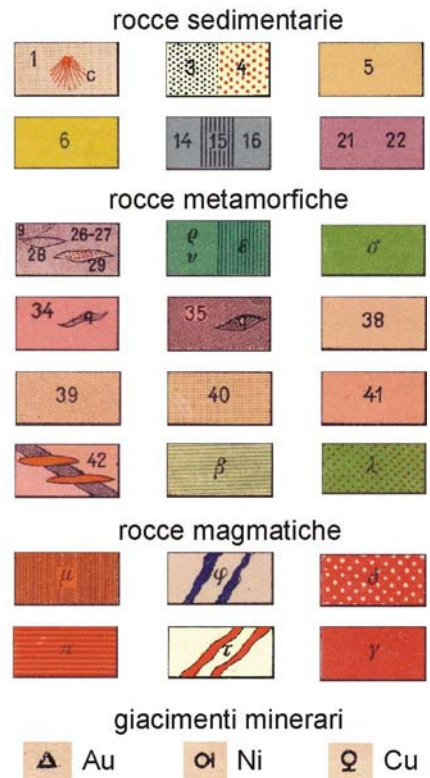 rocce sedimentarie
1 c 3 4 5
6 14 15 16 21 22
rocce metamorfiche
9 26-27 28 29 ϱ ν ε σ
34 q 35 q 38
39 40 41
42 β λ
rocce magmatiche
μ φ δ
π τ γ
giacimenti minerari
Au Ni Cu